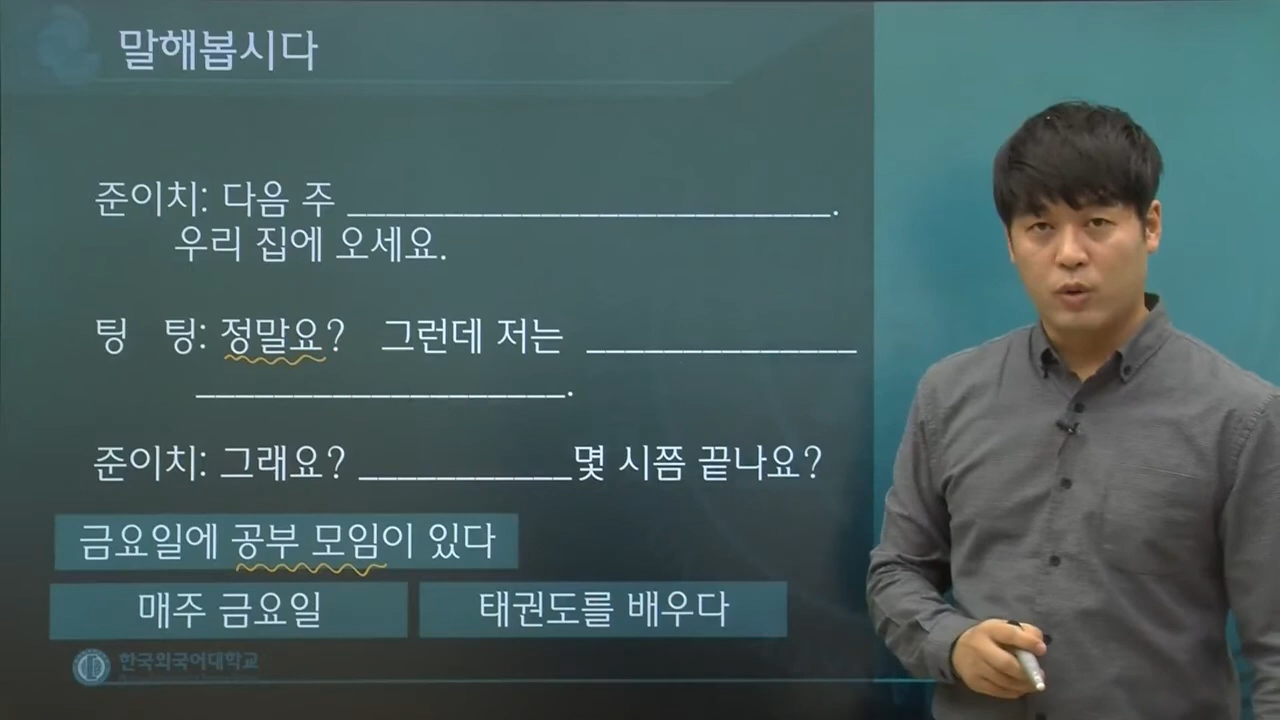 말해봅시다
준이치: 다음 주 _________________________.
우리 집에 오세요.
팅 팅: 정말요? 그런데 저는 ______________
___________________.
준이치: 그래요? ___________몇 시쯤 끝나요?
금요일에 공부 모임이 있다
매주 금요일
태권도를 배우다
한국외국어대학교